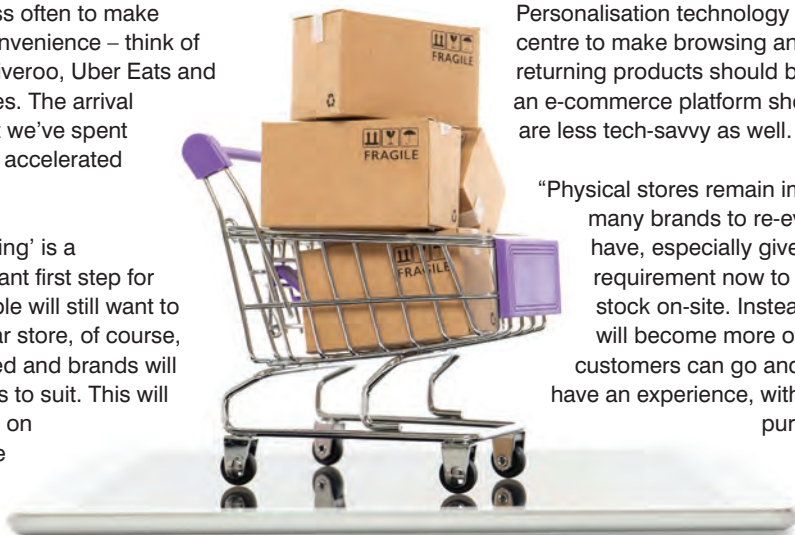 ss often to make
nvenience – think of
iveroo, Uber Eats and
es. The arrival
t we've spent
accelerated
ing' is a
ant first step for
ple will still want to
ar store, of course,
ed and brands will
s to suit. This will
on
e
FRAGILE
FRAGILE
FRAGILE
Personalisation technology
centre to make browsing an
returning products should b
an e-commerce platform sho
are less tech-savvy as well.
“Physical stores remain im
many brands to re-ev
have, especially give
requirement now to
stock on-site. Instea
will become more o
customers can go and
have an experience, with
pur